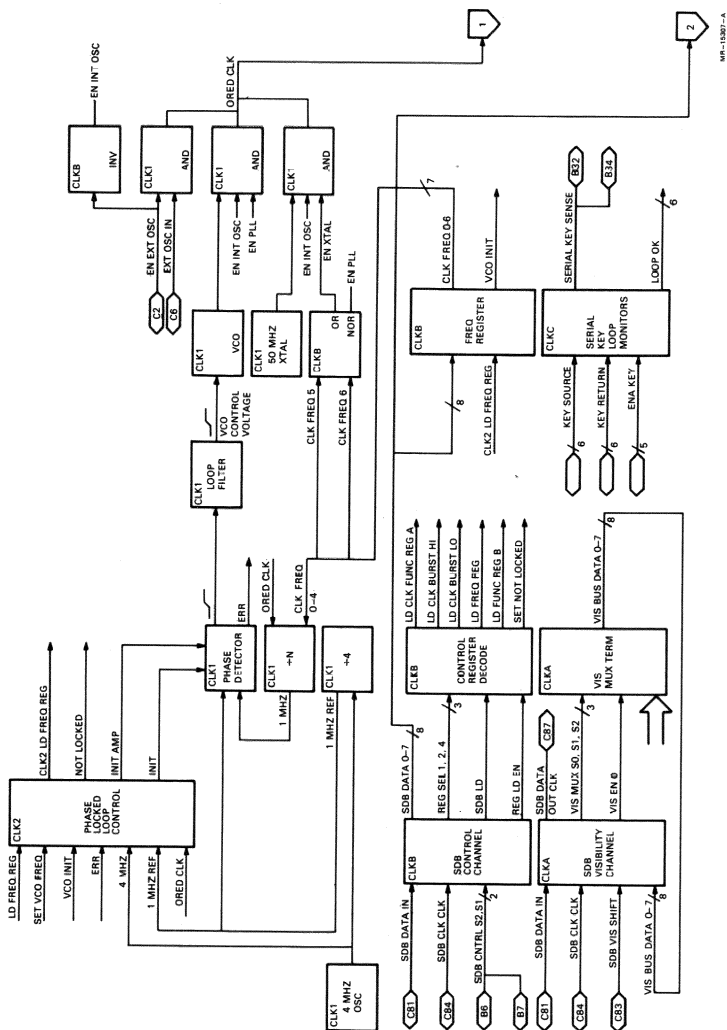 LD FREQ REG
SET VCO FREQ
VCO INIT
ERR
4 MHZ
1 MHZ REF
ORED CLK
CLK2
PHASE
LOCKED
LOOP
CONTROL
CLK2 LD FREQ REG
NOT LOCKED
INIT AMP
INIT
CLK1
4 MHZ
OSC
CLK1
PHASE
DETECTOR
ERR
CLK1
÷N
1 MHZ
ORED CLK
CLK FREQ
0-4
CLK1
÷4
1 MHZ REF
CLK1
LOOP
FILTER
VCO
CONTROL
VOLTAGE
CLK1
VCO
CLK1
50 MHZ
XTAL
CLKB
OR
NOR
CLK FREQ 5
CLK FREQ 6
EN PLL
C2
C6
EN EXT OSC
EXT OSC IN
CLKB
INV
EN INT OSC
CLK1
AND
EN INT OSC
EN PLL
CLK1
AND
EN INT OSC
EN XTAL
CLK1
AND
ORED CLK
1
C81
SDB DATA IN
C84
SDB CLK CLK
B6
SDB CNTRL S2, S1
2
B7
CLKB
SDB
CONTROL
CHANNEL
SDB DATA 0-7
8
REG SEL 1, 2, 4
3
SDB LD
REG LD EN
CLKB
CONTROL
REGISTER
DECODE
LD CLK FUNC REG A
LD CLK BURST HI
LD CLK BURST LO
LD FREQ FEG
LD FUNC REG B
SET NOT LOCKED
8
CLK2 LD FREQ REG
CLKB
FREQ
REGISTER
CLK FREQ 0-6
7
VCO INIT
2
C81
SDB DATA IN
C84
SDB CLK CLK
C83
SDB VIS SHIFT
VIS BUS DATA 0-7
8
CLKA
SDB
VISIBILITY
CHANNEL
SDB DATA
OUT CLK
C87
VIS MUX S0, S1, S2
3
VIS EN 0
CLKA
VIS
MUX TERM
VIS BUS DATA 0-7
8
KEY SOURCE
6
KEY RETURN
6
ENA KEY
5
CLKC
SERIAL
KEY
LOOP
MONITORS
SERIAL KEY SENSE
B32
B34
LOOP OK
6
MR-15307-A